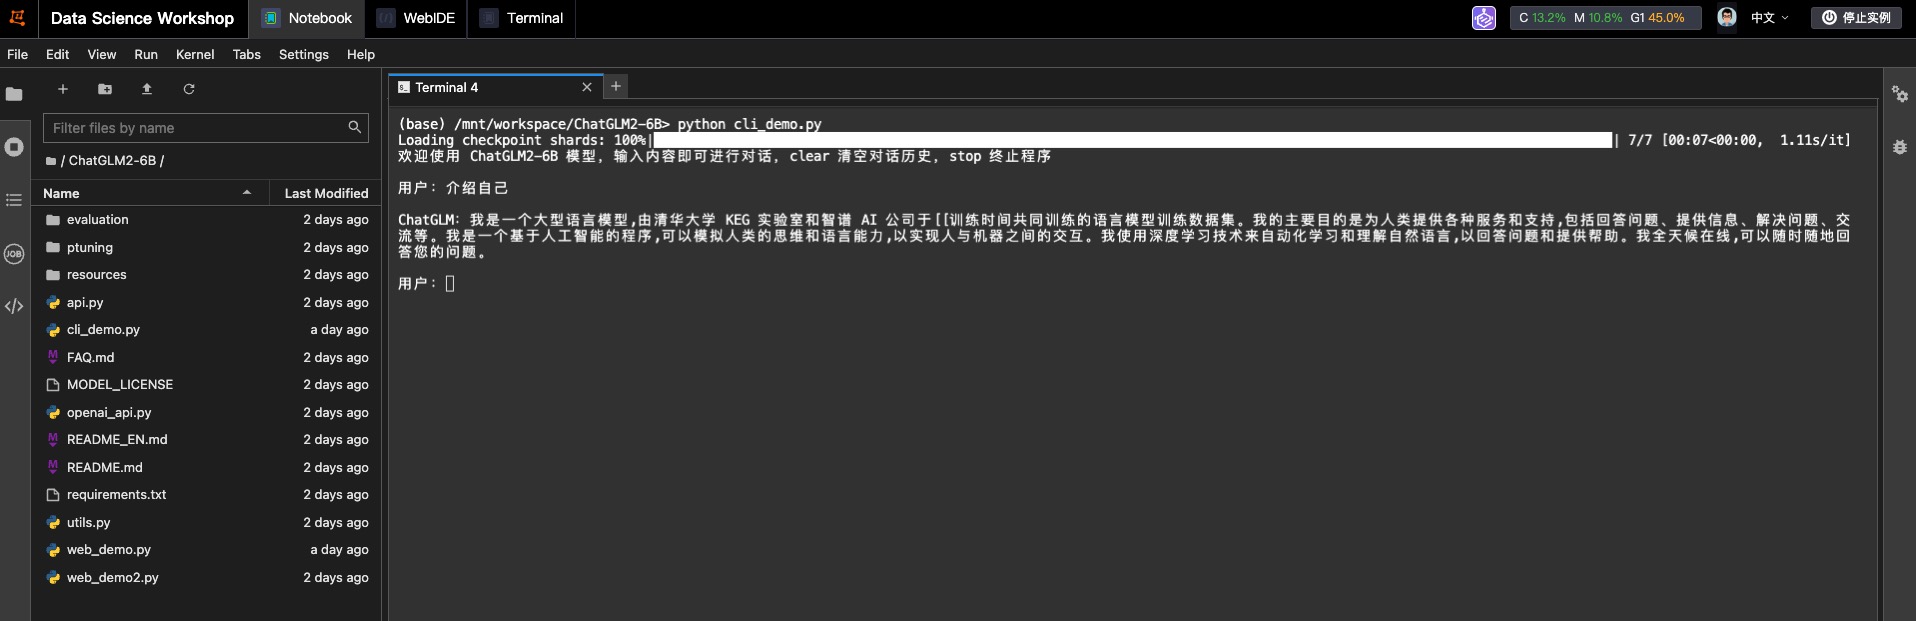 Data Science Workshop Notebook WebIDE Terminal C 13.2% M 10.8% G1 45.0% 中文 停止实例
File Edit View Run Kernel Tabs Settings Help
Filter files by name
/ ChatGLM2-6B /
Name Last Modified
evaluation 2 days ago
ptuning 2 days ago
resources 2 days ago
api.py 2 days ago
cli_demo.py a day ago
FAQ.md 2 days ago
MODEL_LICENSE 2 days ago
openai_api.py 2 days ago
README_EN.md 2 days ago
README.md 2 days ago
requirements.txt 2 days ago
utils.py 2 days ago
web_demo.py a day ago
web_demo2.py 2 days ago
JOB
Terminal 4
(base) /mnt/workspace/ChatGLM2-6B> python cli_demo.py
Loading checkpoint shards: 100%| | 7/7 [00:07<00:00, 1.11s/it]
欢迎使用 ChatGLM2-6B 模型，输入内容即可进行对话，clear 清空对话历史，stop 终止程序
用户：介绍自己
ChatGLM：我是一个大型语言模型,由清华大学 KEG 实验室和智谱 AI 公司于[[训练时间共同训练的语言模型训练数据集。我的主要目的是为人类提供各种服务和支持,包括回答问题、提供信息、解决问题、交
流等。我是一个基于人工智能的程序,可以模拟人类的思维和语言能力,以实现人与机器之间的交互。我使用深度学习技术来自动化学习和理解自然语言,以回答问题和提供帮助。我全天候在线,可以随时随地回
答您的问题。
用户：